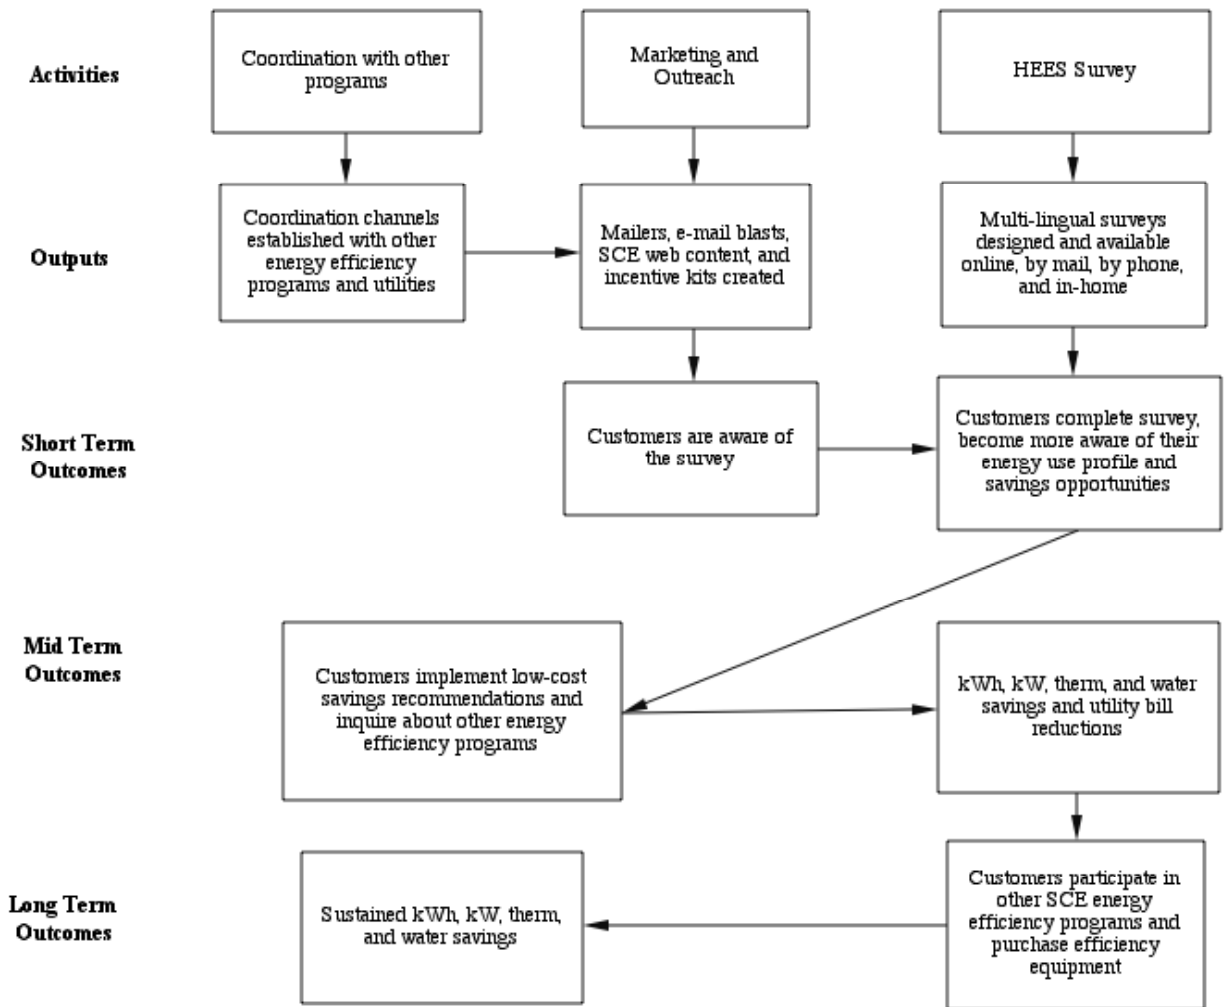 Activities
Coordination with other
programs
Marketing and
Outreach
HEES Survey
Outputs
Coordination channels
established with other
energy efficiency
programs and utilities
Mailers, e-mail blasts,
SCE web content, and
incentive kits created
Multi-lingual surveys
designed and available
online, by mail, by phone,
and in-home
Short Term
Outcomes
Customers are aware of
the survey
Customers complete survey,
become more aware of their
energy use profile and
savings opportunities
Mid Term
Outcomes
Customers implement low-cost
savings recommendations and
inquire about other energy
efficiency programs
kWh, kW, therm, and water
savings and utility bill
reductions
Long Term
Outcomes
Sustained kWh, kW, therm,
and water savings
Customers participate in
other SCE energy
efficiency programs and
purchase efficiency
equipment